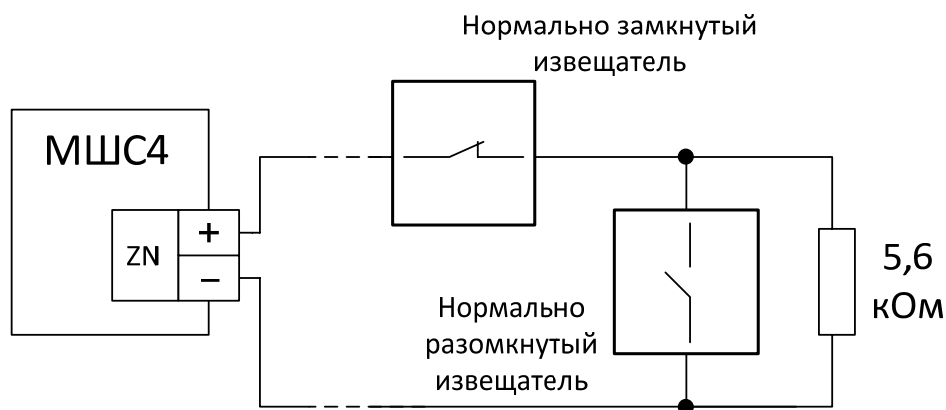 Нормально замкнутый
извещатель
МШС4
ZN
+
−
Нормально
разомкнутый
извещатель
5,6
кОм